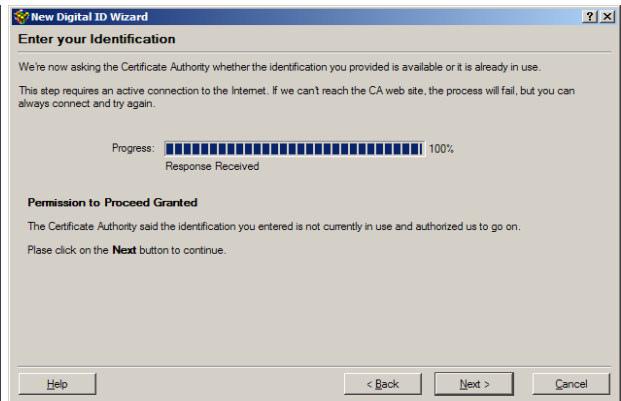 New Digital ID Wizard
Enter your Identification
We're now asking the Certificate Authority whether the identification you provided is available or it is already in use.
This step requires an active connection to the Internet. If we can't reach the CA web site, the process will fail, but you can
always connect and try again.
Progress: 100%
Response Received
Permission to Proceed Granted
The Certificate Authority said the identification you entered is not currently in use and authorized us to go on.
Plase click on the Next button to continue.
Help < Back Next > Cancel